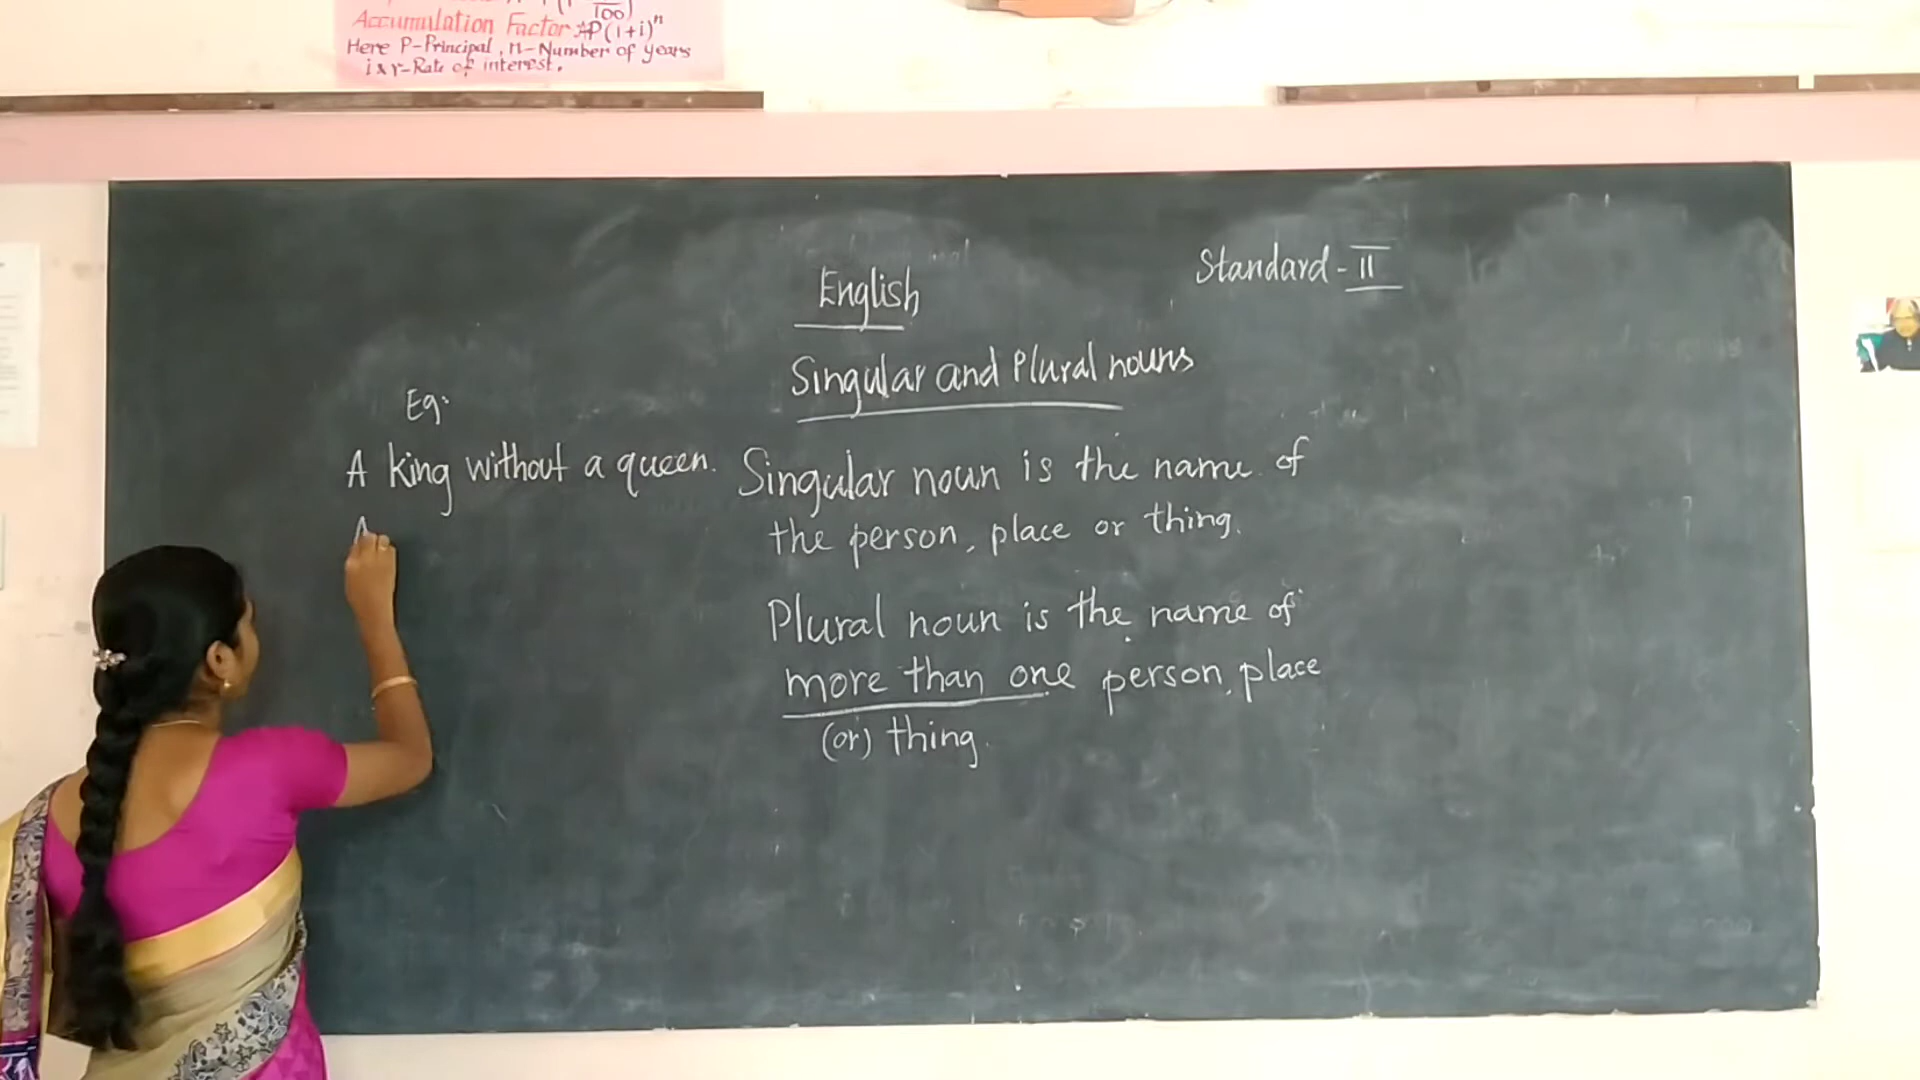 100
Accumulation Factor : P(1+i)ⁿ
Here P-Principal, n-Number of years
i & r-Rate of interest.
Standard - II
English
Singular and Plural nouns
Eg:
A king without a queen.
A
Singular noun is the name of
the person, place or thing.
Plural noun is the name of
more than one person, place
(or) thing.